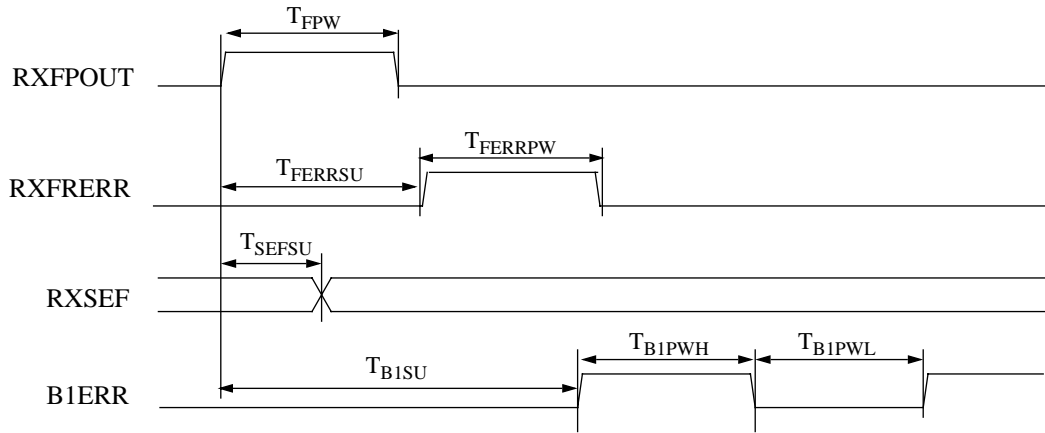 T_FPW
RXFPOUT
T_FERRPW
T_FERRSU
RXFRERR
T_SEFSU
RXSEF
T_B1PWH T_B1PWL
T_B1SU
B1ERR